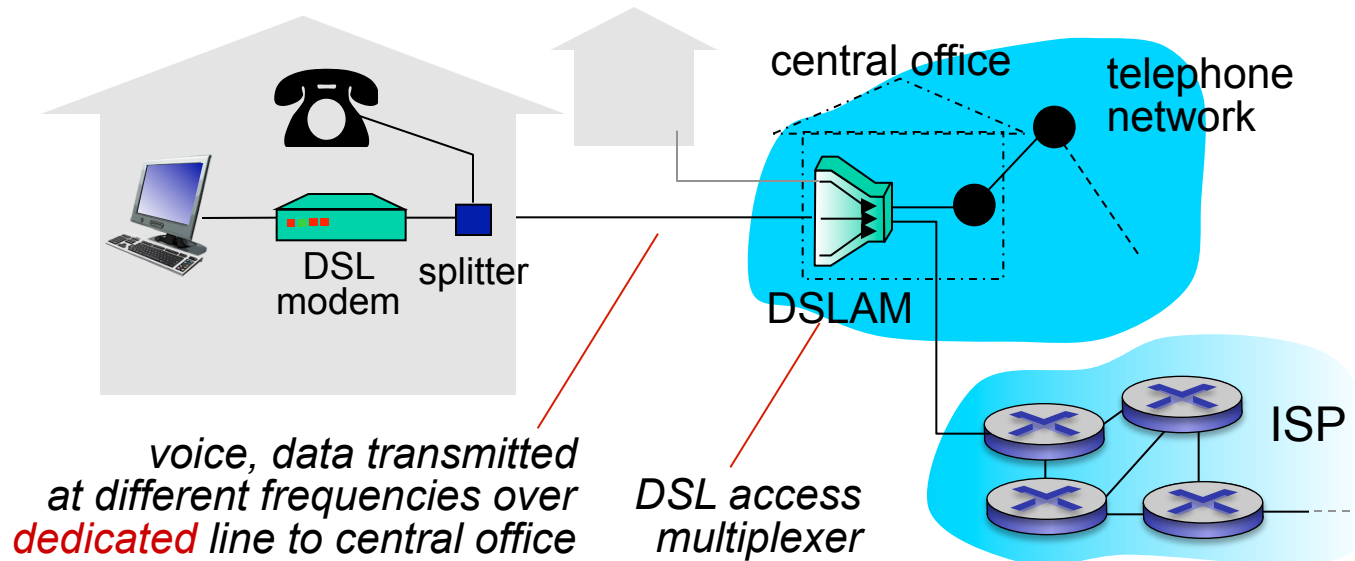 central office
telephone
network
DSL
modem
splitter
DSLAM
ISP
voice, data transmitted
at different frequencies over
dedicated line to central office
DSL access
multiplexer